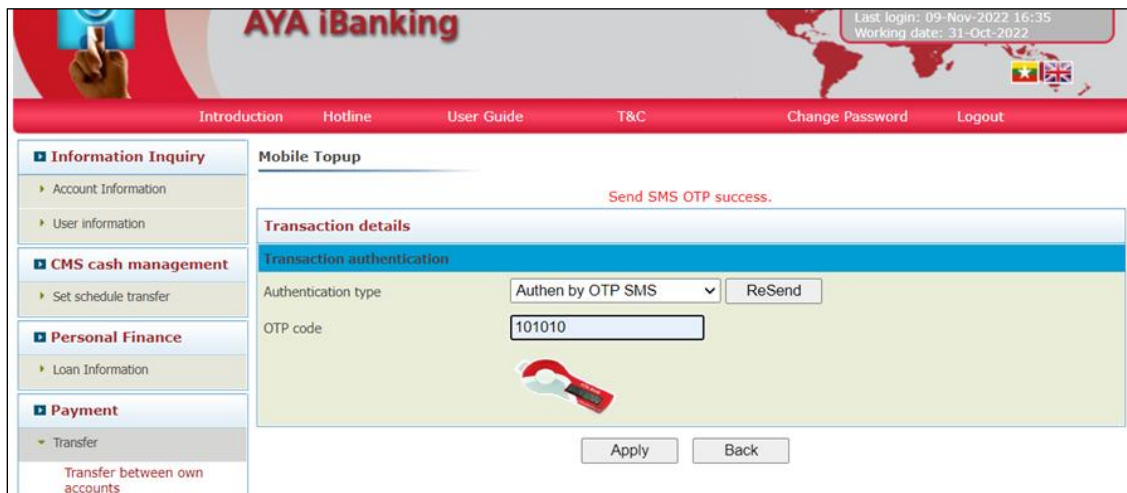 AYA iBanking
Last login: 09-Nov-2022 16:35
Working date: 31-Oct-2022
Introduction Hotline User Guide T&C Change Password Logout
Information Inquiry
Account Information
User information
CMS cash management
Set schedule transfer
Personal Finance
Loan Information
Payment
Transfer
Transfer between own
accounts
Mobile Topup
Send SMS OTP success.
Transaction details
Transaction authentication
Authentication type Authen by OTP SMS ReSend
OTP code 101010
Apply Back